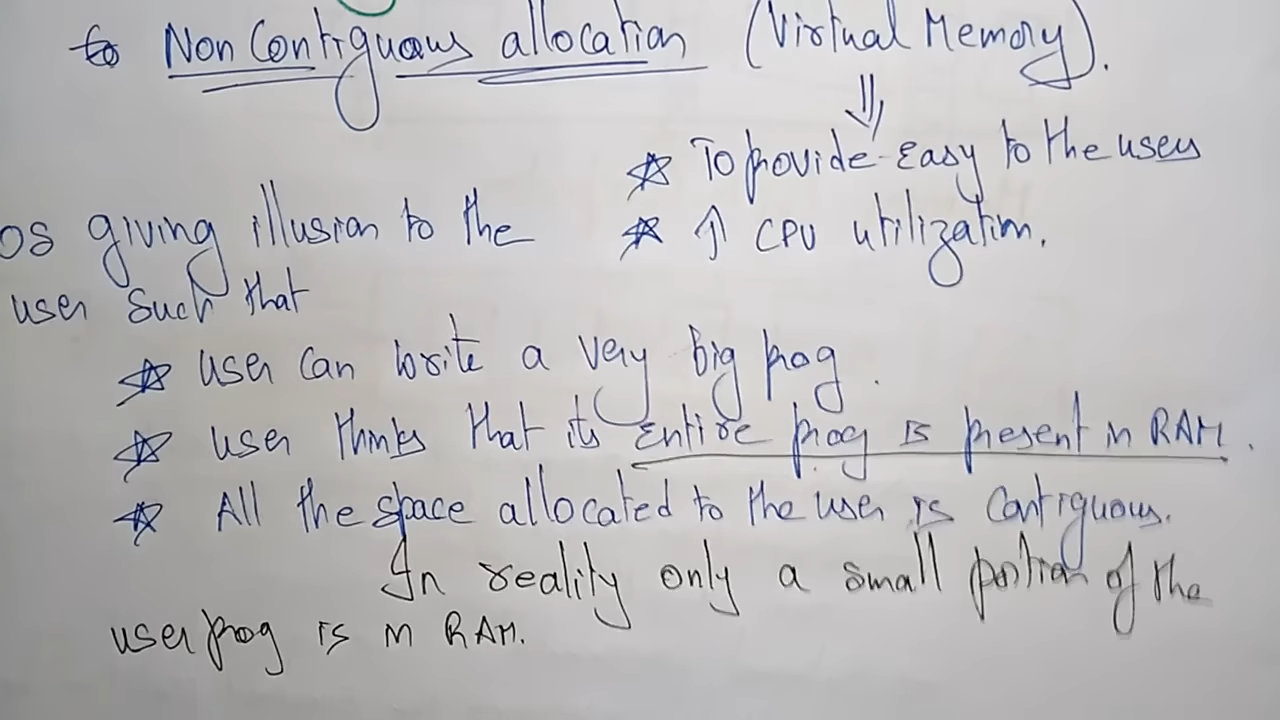 Non Contiguous allocation (Virtual Memory).
⇓
☆ To provide easy to the users
☆ ⇑ CPU utilization.
OS giving illusion to the
user such that
☆ user can write a very big prog.
☆ user thinks that its entire prog is present in RAM.
☆ All the space allocated to the user is contiguous.
In reality only a small portion of the
user prog is in RAM.